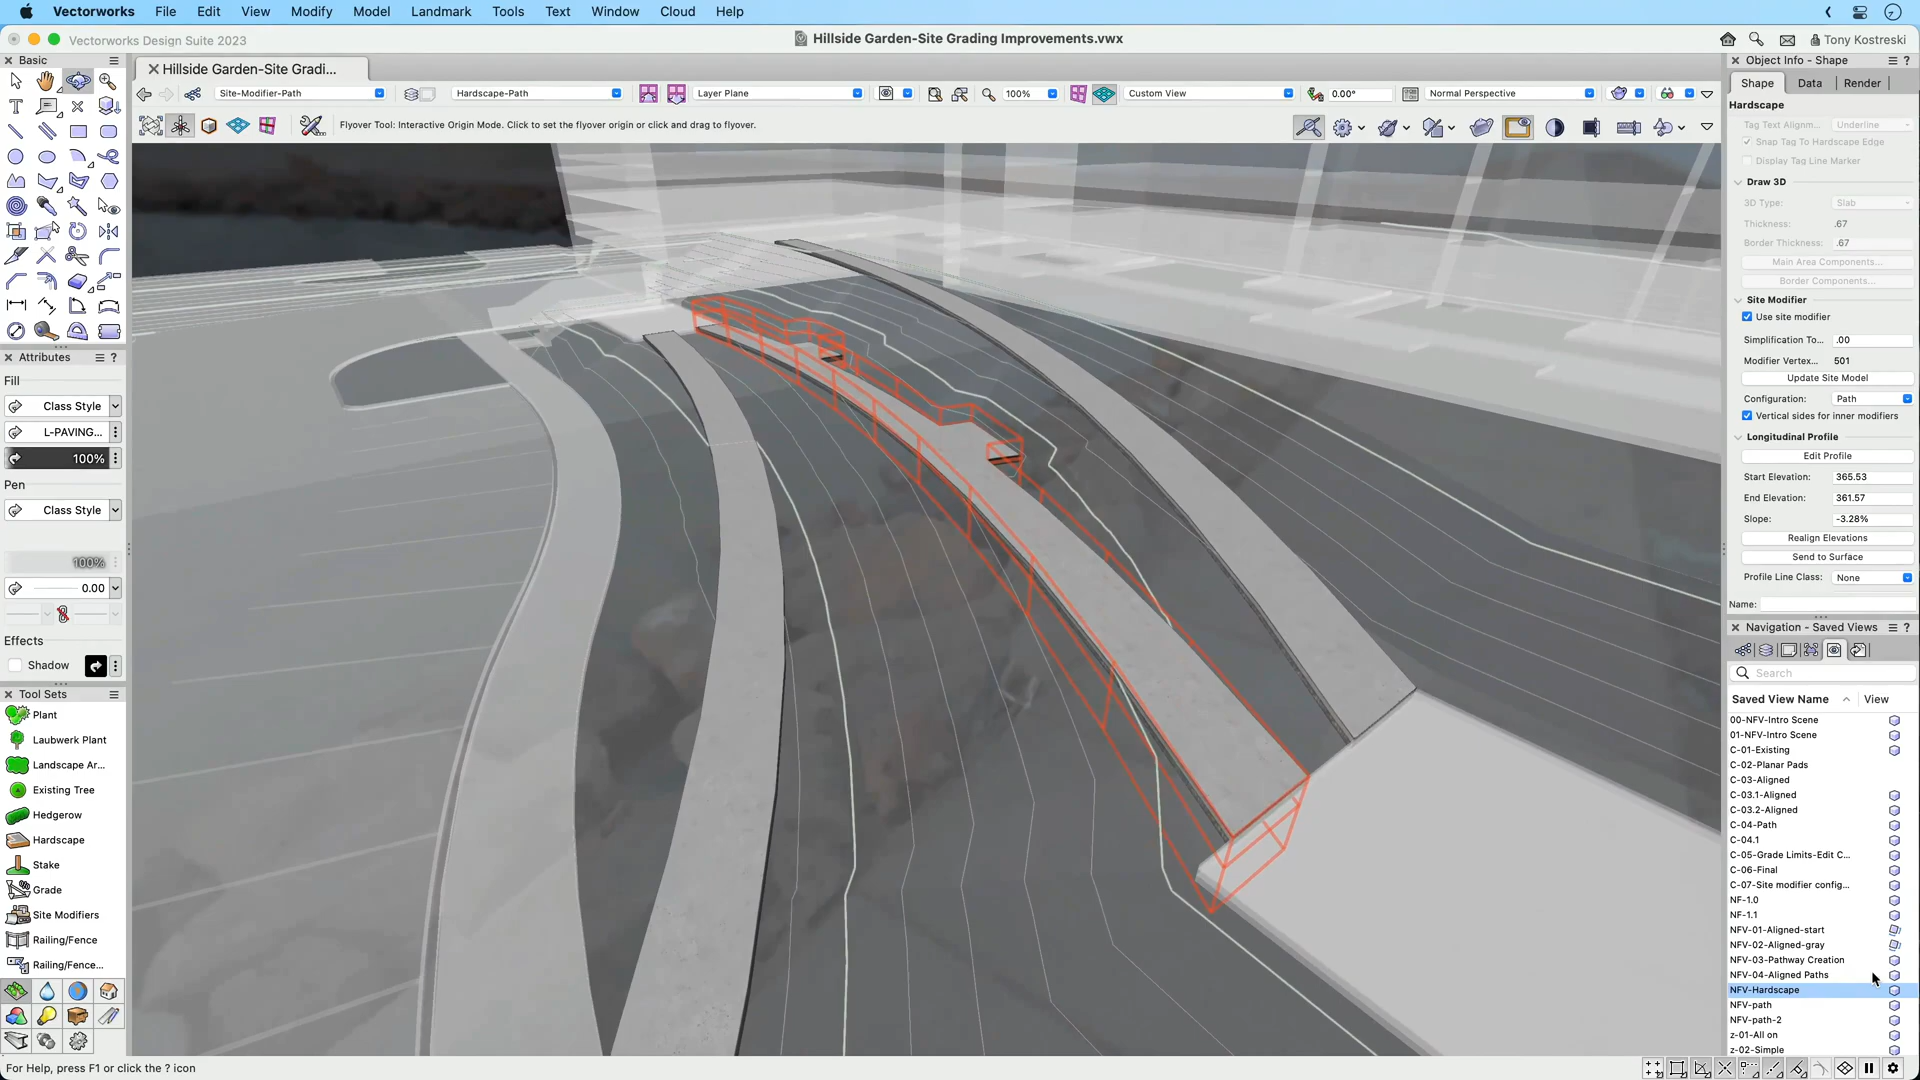 Vectorworks File Edit View Modify Model Landmark Tools Text Window Cloud Help
Vectorworks Design Suite 2023
Hillside Garden-Site Grading Improvements.vwx
Tony Kostreski
Basic
Hillside Garden-Site Gradi...
Site-Modifier-Path
Hardscape-Path
Layer Plane
100%
Custom View
0.00°
Normal Perspective
Flyover Tool: Interactive Origin Mode. Click to set the flyover origin or click and drag to flyover.
Attributes
Fill
Class Style
L-PAVING...
100%
Pen
Class Style
100%
0.00
Effects
Shadow
Tool Sets
Plant
Laubwerk Plant
Landscape Ar...
Existing Tree
Hedgerow
Hardscape
Stake
Grade
Site Modifiers
Railing/Fence
Railing/Fence...
Object Info - Shape
Shape Data Render
Hardscape
Tag Text Alignm... Underline
Snap Tag To Hardscape Edge
Display Tag Line Marker
Draw 3D
3D Type: Slab
Thickness: .67
Border Thickness: .67
Main Area Components...
Border Components...
Site Modifier
Use site modifier
Simplification To... .00
Modifier Vertex... 501
Update Site Model
Configuration: Path
Vertical sides for inner modifiers
Longitudinal Profile
Edit Profile
Start Elevation: 365.53
End Elevation: 361.57
Slope: -3.28%
Realign Elevations
Send to Surface
Profile Line Class: None
Name:
Navigation - Saved Views
Search
Saved View Name View
00-NFV-Intro Scene
01-NFV-Intro Scene
C-01-Existing
C-02-Planar Pads
C-03-Aligned
C-03.1-Aligned
C-03.2-Aligned
C-04-Path
C-04.1
C-05-Grade Limits-Edit C...
C-06-Final
C-07-Site modifier config...
NF-1.0
NF-1.1
NFV-01-Aligned-start
NFV-02-Aligned-gray
NFV-03-Pathway Creation
NFV-04-Aligned Paths
NFV-Hardscape
NFV-path
NFV-path-2
z-01-All on
z-02-Simple
For Help, press F1 or click the ? icon